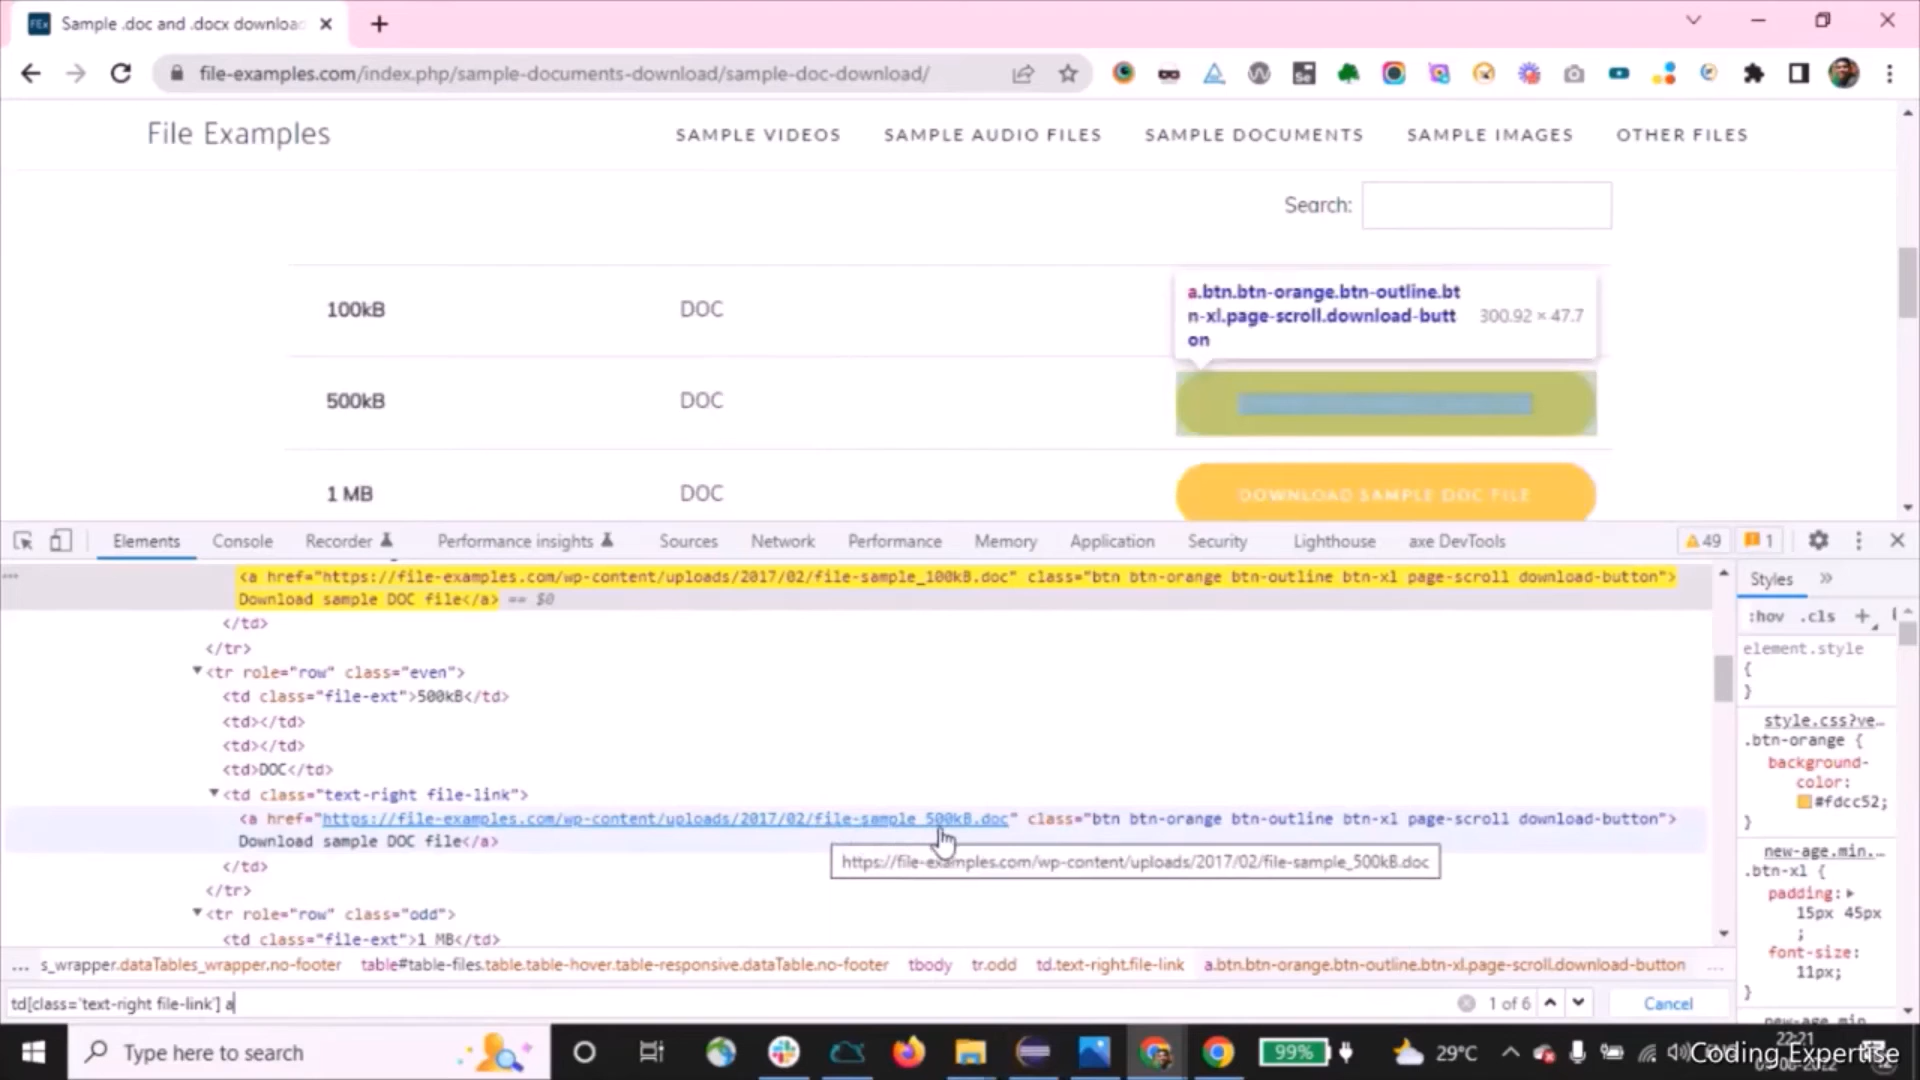 Sample .doc and .docx downloa
file-examples.com/index.php/sample-documents-download/sample-doc-download/
File Examples
SAMPLE VIDEOS
SAMPLE AUDIO FILES
SAMPLE DOCUMENTS
SAMPLE IMAGES
OTHER FILES
Search:
100kB DOC
a.btn.btn-orange.btn-outline.bt
n-xl.page-scroll.download-butt
on
300.92 × 47.7
500kB DOC
1 MB DOC
DOWNLOAD SAMPLE DOC FILE
Elements Console Recorder Performance insights Sources Network Performance Memory Application Security Lighthouse axe DevTools 49 1
<a href="https://file-examples.com/wp-content/uploads/2017/02/file-sample_100kB.doc" class="btn btn-orange btn-outline btn-xl page-scroll download-button">
Download sample DOC file</a> == $0
</td>
</tr>
<tr role="row" class="even">
<td class="file-ext">500kB</td>
<td></td>
<td></td>
<td>DOC</td>
<td class="text-right file-link">
<a href="https://file-examples.com/wp-content/uploads/2017/02/file-sample_500kB.doc" class="btn btn-orange btn-outline btn-xl page-scroll download-button">
Download sample DOC file</a>
https://file-examples.com/wp-content/uploads/2017/02/file-sample_500kB.doc
</td>
</tr>
<tr role="row" class="odd">
<td class="file-ext">1 MB</td>
... s_wrapper.dataTables_wrapper.no-footer table#table-files.table.table-hover.table-responsive.dataTable.no-footer tbody tr.odd td.text-right.file-link a.btn.btn-orange.btn-outline.btn-xl.page-scroll.download-button ...
td[class='text-right file-link'] a
1 of 6
Cancel
Styles
:hov .cls +
element.style
{
}
style.css?ve…
.btn-orange {
background-
color:
#fdcc52;
}
new-age.min.…
.btn-xl {
padding:
15px 45px
;
font-size:
11px;
}
Type here to search
99%
29°C
22:21
Coding Expertise